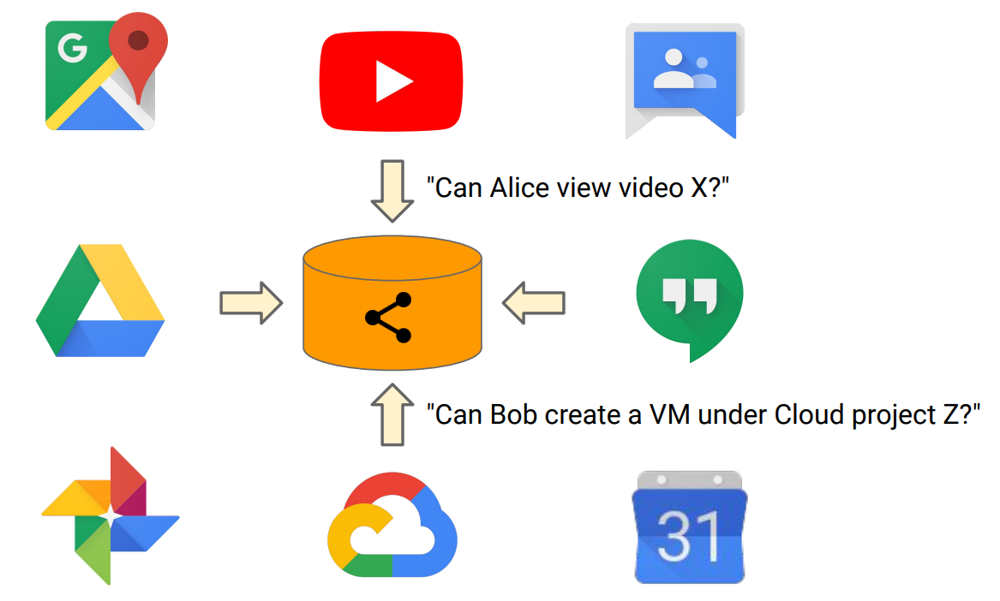 G
"Can Alice view video X?"
"Can Bob create a VM under Cloud project Z?"
31